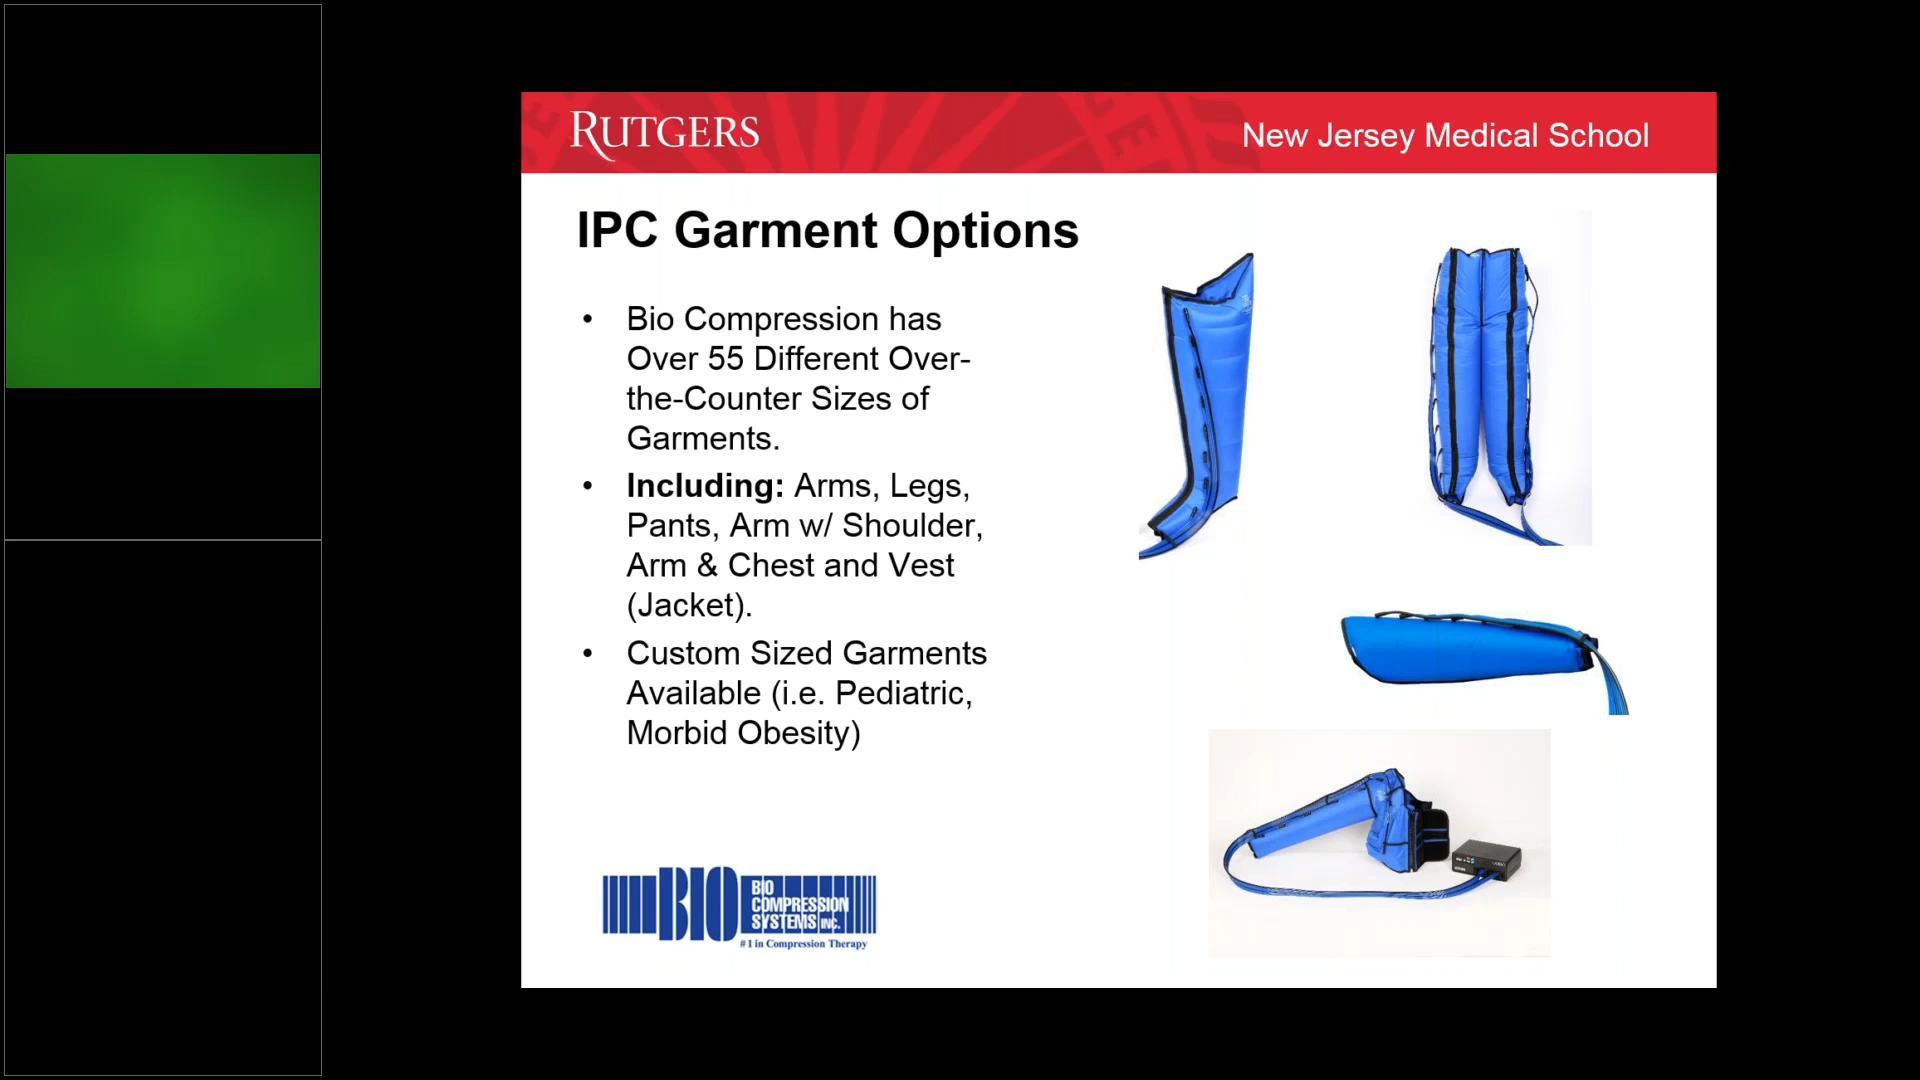 RUTGERS
New Jersey Medical School
IPC Garment Options
• Bio Compression has
Over 55 Different Over-
the-Counter Sizes of
Garments.
• Including: Arms, Legs,
Pants, Arm w/ Shoulder,
Arm & Chest and Vest
(Jacket).
• Custom Sized Garments
Available (i.e. Pediatric,
Morbid Obesity)
BIO
BIO
COMPRESSION
SYSTEMS INC.
#1 in Compression Therapy